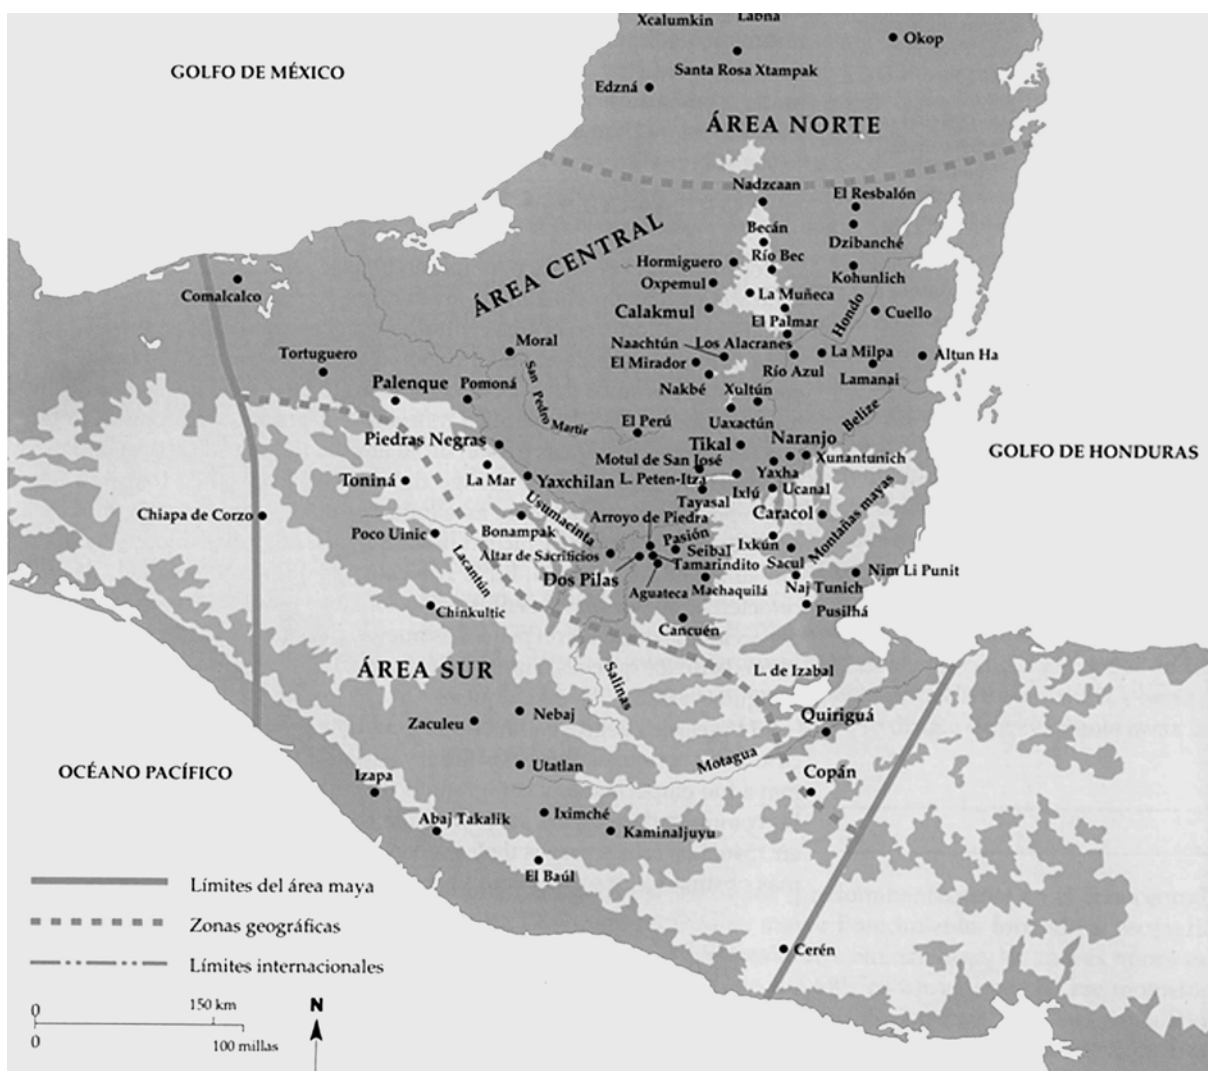 Xcalumkin
Labná
Okop
GOLFO DE MÉXICO
Santa Rosa Xtampak
Edzná
ÁREA NORTE
Nadzcaan
El Resbalón
Becán
Dzibanché
ÁREA CENTRAL
Río Bec
Hormiguero
Kohunlich
Oxpemul
Comalcalco
La Muñeca
Calakmul
Hondo
Cuello
El Palmar
Moral
Naachtún
Los Alacranes
La Milpa
Altun Ha
Tortuguero
El Mirador
Río Azul
Lamanai
San Pedro Martir
Palenque
Pomoná
Nakbé
Xultún
Belize
El Perú
Uaxactún
Piedras Negras
Tikal
Naranjo
GOLFO DE HONDURAS
Xunantunich
Motul de San José
Yaxha
Toniná
La Mar
Yaxchilan
L. Peten-Itza
Ixlú
Ucanal
Tayasal
Montañas mayas
Usumacinta
Chiapa de Corzo
Arroyo de Piedra
Caracol
Bonampak
Poco Uinic
Pasión
Ixkún
Altar de Sacrificios
Seibal
Sacul
Lacantún
Tamarindito
Nim Li Punit
Dos Pilas
Aguateca
Machaquilá
Naj Tunich
Chinkultic
Pusilhá
Cancuén
ÁREA SUR
L. de Izabal
Salinas
Nebaj
Quiriguá
Zaculeu
Motagua
OCÉANO PACÍFICO
Utatlan
Copán
Izapa
Abaj Takalik
Iximché
Kaminaljuyu
El Baúl
Cerén
Límites del área maya
Zonas geográficas
Límites internacionales
0
150 km
N
0
100 millas